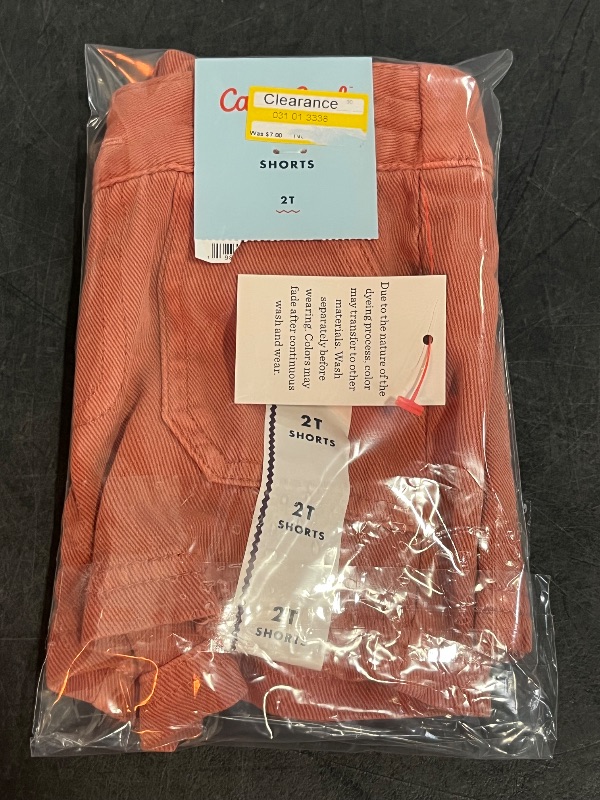 Clearance
031 01 3338
Was $7.00
SHORTS
2T
Due to the nature of the
dyeing process, color
may transfer to other
materials. Wash
separately before
wearing. Colors may
fade after continuous
wash and wear.
2T
SHORTS
2T
SHORTS
2T
SHORTS